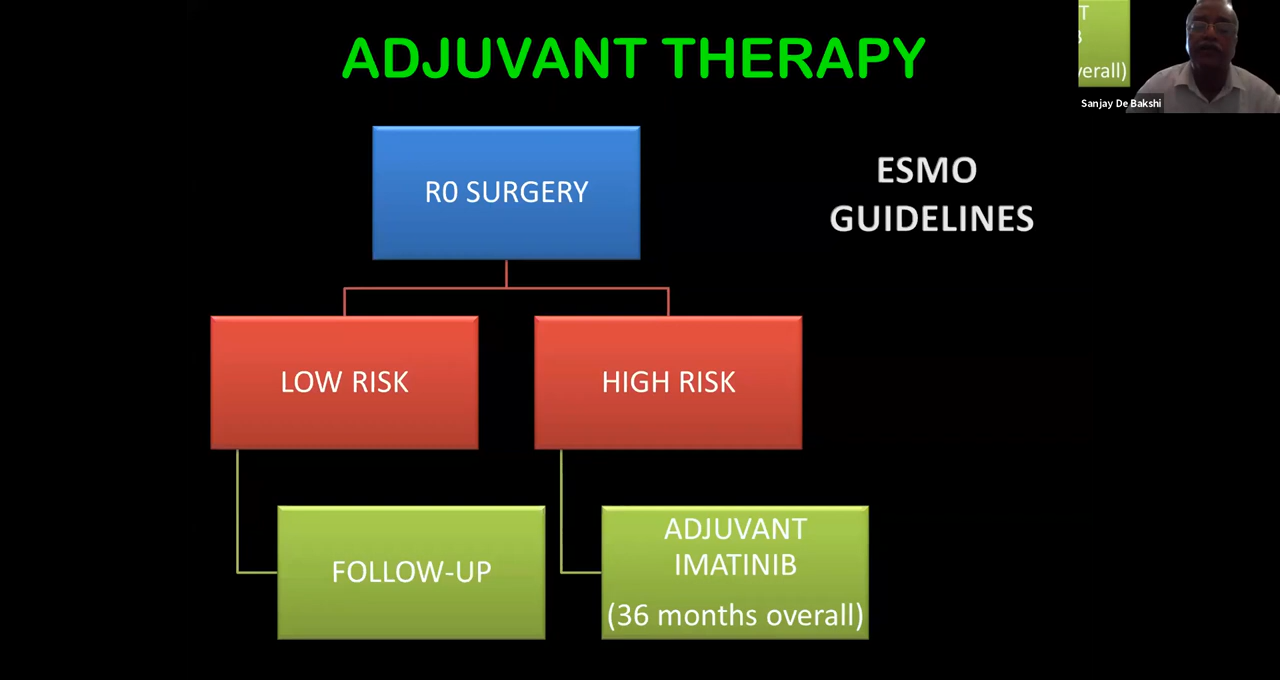 ADJUVANT THERAPY
T
verall)
Sanjay De Bakshi
R0 SURGERY
ESMO
GUIDELINES
LOW RISK
HIGH RISK
FOLLOW-UP
ADJUVANT
IMATINIB
(36 months overall)